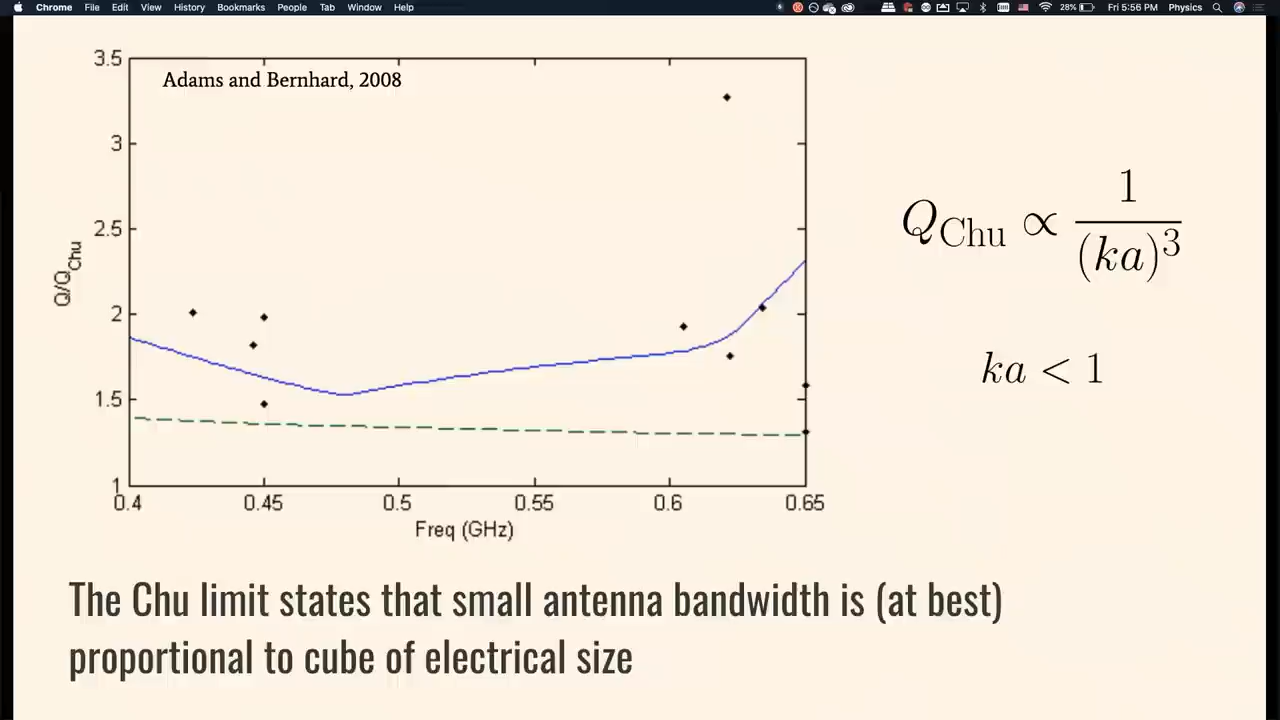 Chrome File Edit View History Bookmarks People Tab Window Help 28% Fri 5:56 PM Physics
Adams and Bernhard, 2008
3.5
3
2.5
2
1.5
1
Q/Q_Chu
0.4 0.45 0.5 0.55 0.6 0.65
Freq (GHz)
Q_Chu ∝ 1/(ka)^3
ka < 1
The Chu limit states that small antenna bandwidth is (at best)
proportional to cube of electrical size